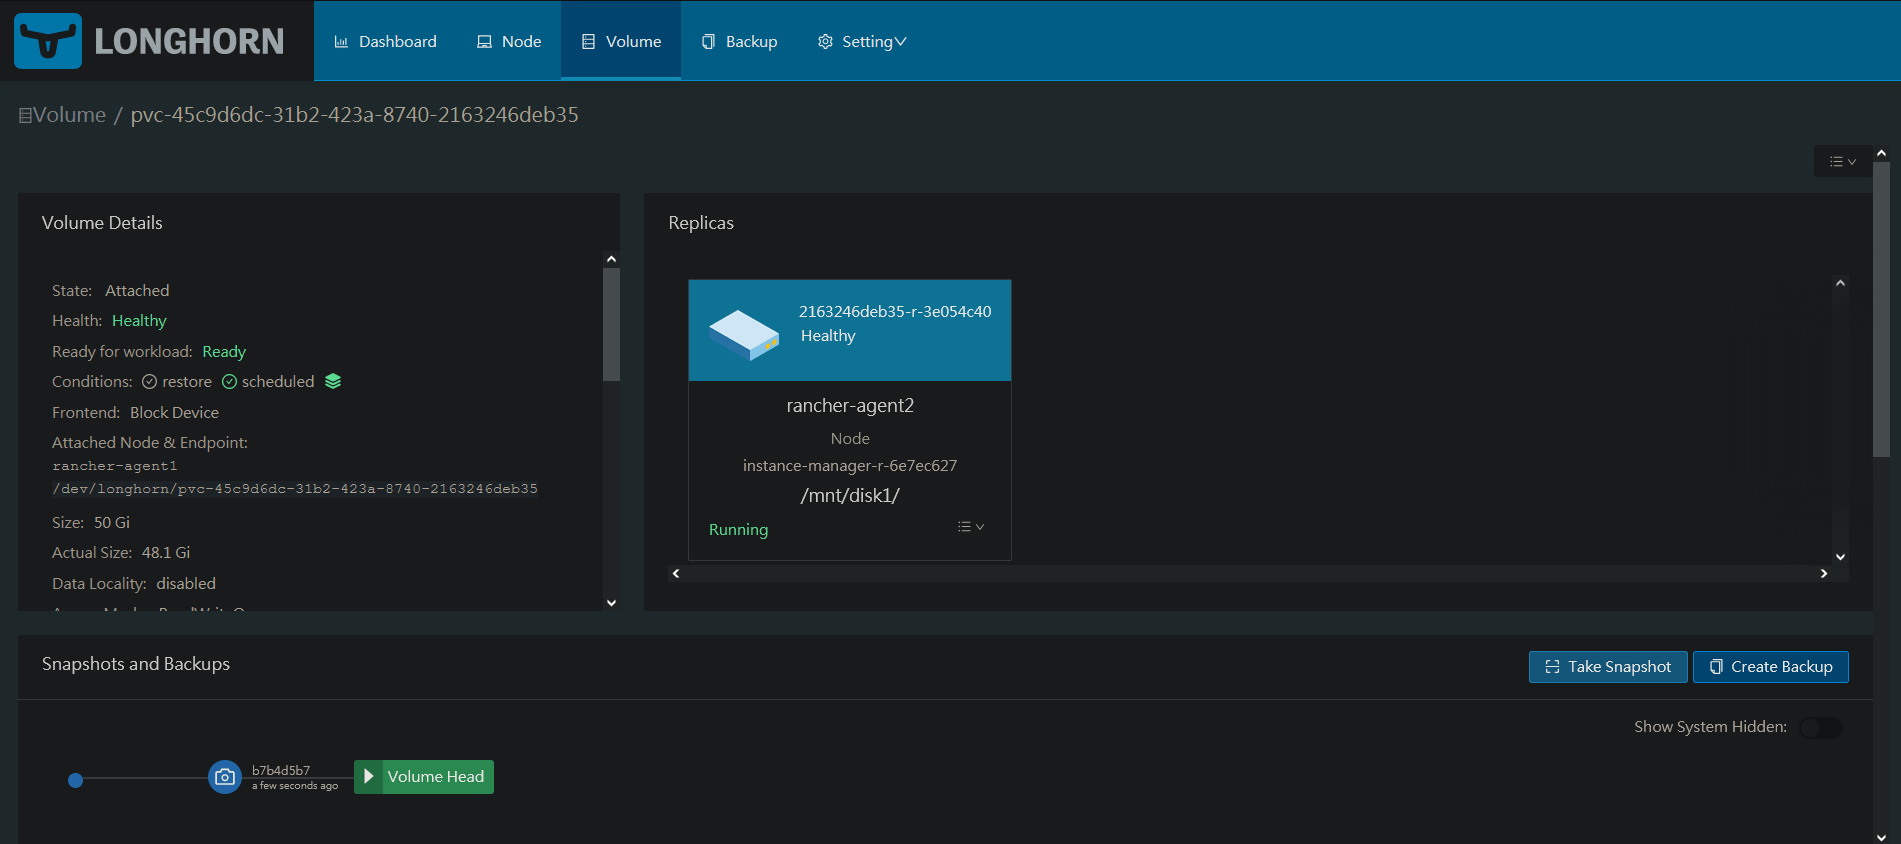 LONGHORN
Dashboard
Node
Volume
Backup
Setting
Volume / pvc-45c9d6dc-31b2-423a-8740-2163246deb35
Volume Details
State: Attached
Health: Healthy
Ready for workload: Ready
Conditions: restore scheduled
Frontend: Block Device
Attached Node & Endpoint:
rancher-agent1
/dev/longhorn/pvc-45c9d6dc-31b2-423a-8740-2163246deb35
Size: 50 Gi
Actual Size: 48.1 Gi
Data Locality: disabled
Replicas
2163246deb35-r-3e054c40
Healthy
rancher-agent2
Node
instance-manager-r-6e7ec627
/mnt/disk1/
Running
Snapshots and Backups
Take Snapshot
Create Backup
Show System Hidden:
b7b4d5b7
a few seconds ago
Volume Head